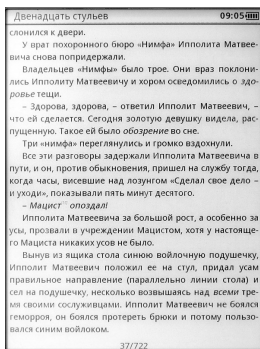 Двенадцать стульев 09:05
слонился к двери.
У врат похоронного бюро «Нимфа» Ипполита Матвее-
вича снова попридержали.
Владельцев «Нимфы» было трое. Они враз поклони-
лись Ипполиту Матвеевичу и хором осведомились о здо-
ровье тещи.
– Здорова, здорова, – ответил Ипполит Матвеевич, –
что ей сделается. Сегодня золотую девушку видела, рас-
пущенную. Такое ей было обозрение во сне.
Три «нимфа» переглянулись и громко вздохнули.
Все эти разговоры задержали Ипполита Матвеевича в
пути, и он, против обыкновения, пришел на службу тогда,
когда часы, висевшие над лозунгом «Сделал свое дело –
и уходи», показывали пять минут десятого.
– Мацист опоздал!
Ипполита Матвеевича за большой рост, а особенно за
усы, прозвали в учреждении Мацистом, хотя у настояще-
го Мациста никаких усов не было.
Вынув из ящика стола синюю войлочную подушечку,
Ипполит Матвеевич положил ее на стул, придал усам
правильное направление (параллельно линии стола) и
сел на подушечку, несколько возвышаясь над всеми тре-
мя своими сослуживцами. Ипполит Матвеевич не боялся
геморроя, он боялся протереть брюки и потому пользо-
вался синим войлоком.
37/722